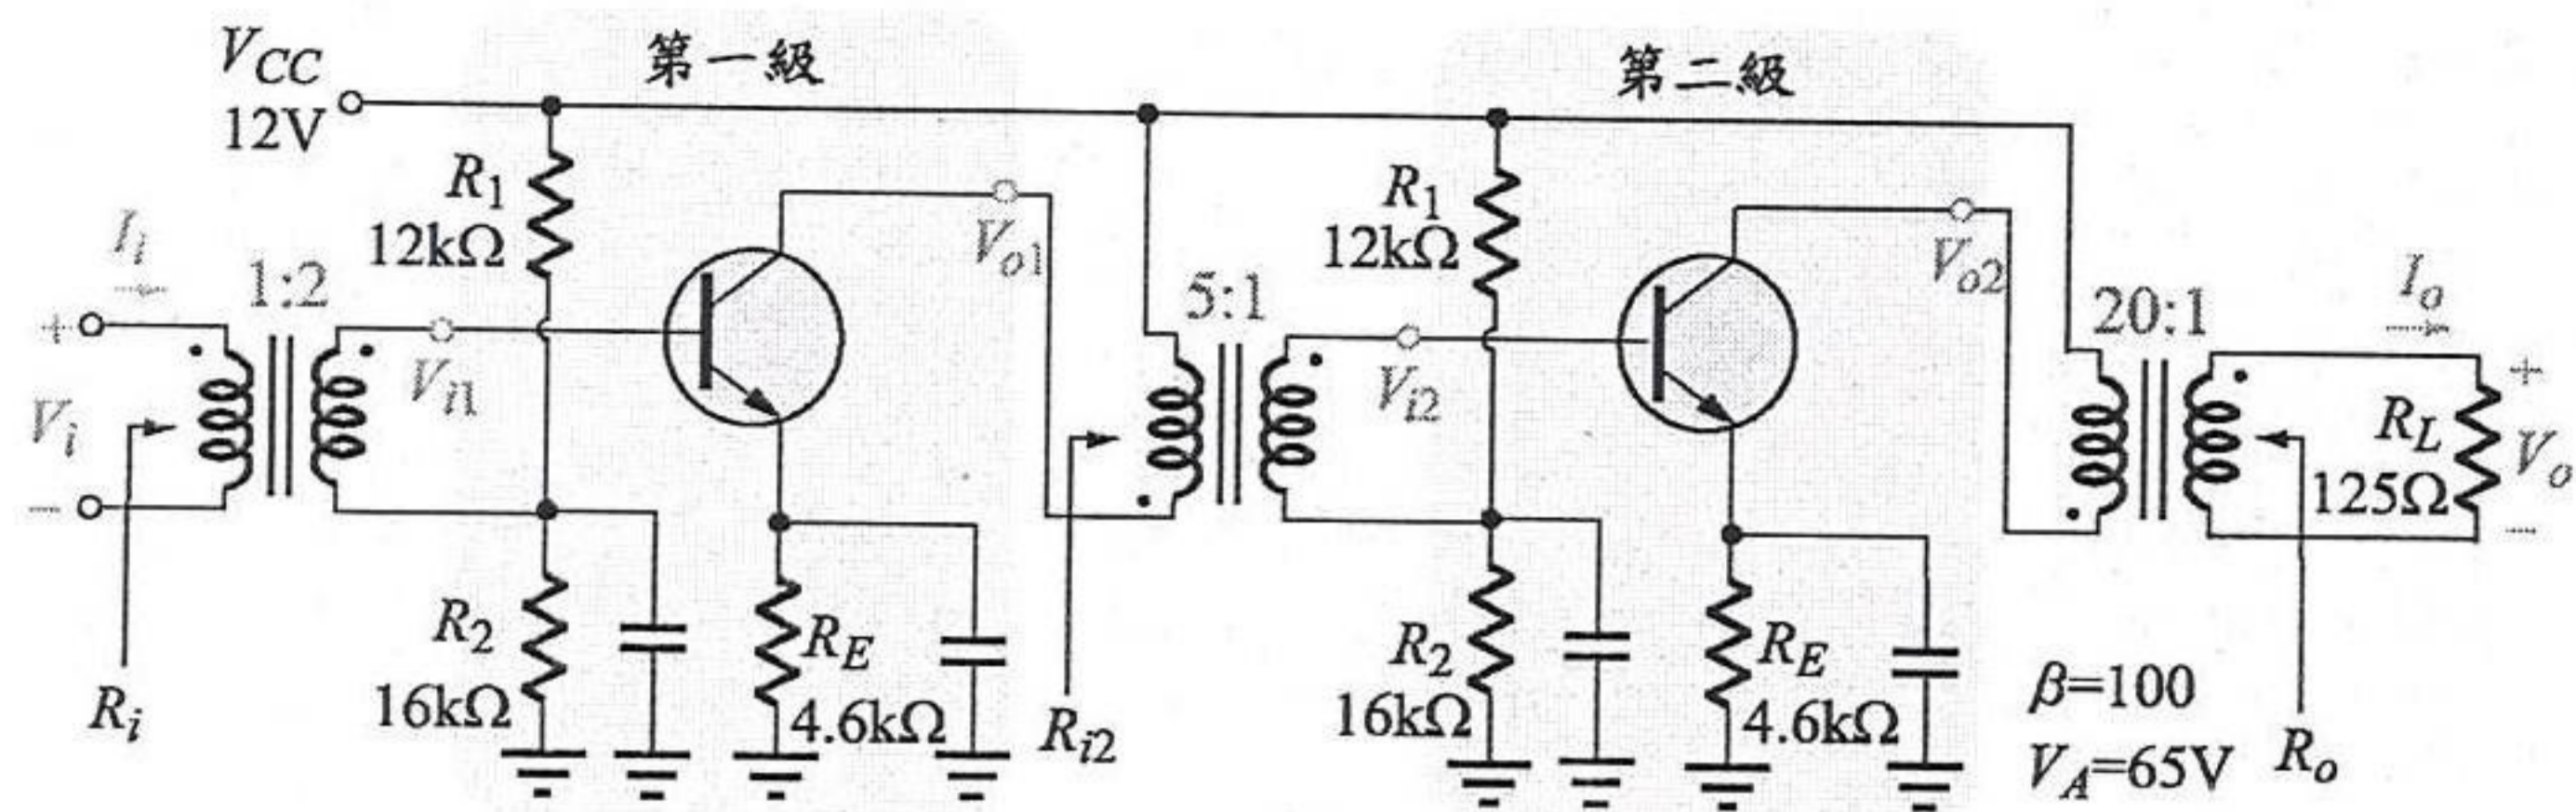 V_CC
12V
第一級
第二級
R_1
12kΩ
R_1
12kΩ
I_i
1:2
V_o1
5:1
V_o2
20:1
I_o
+
V_i
−
V_i1
V_i2
+
V_o
−
R_L
125Ω
R_i
R_2
16kΩ
R_E
4.6kΩ
R_i2
R_2
16kΩ
R_E
4.6kΩ
β=100
V_A=65V
R_o